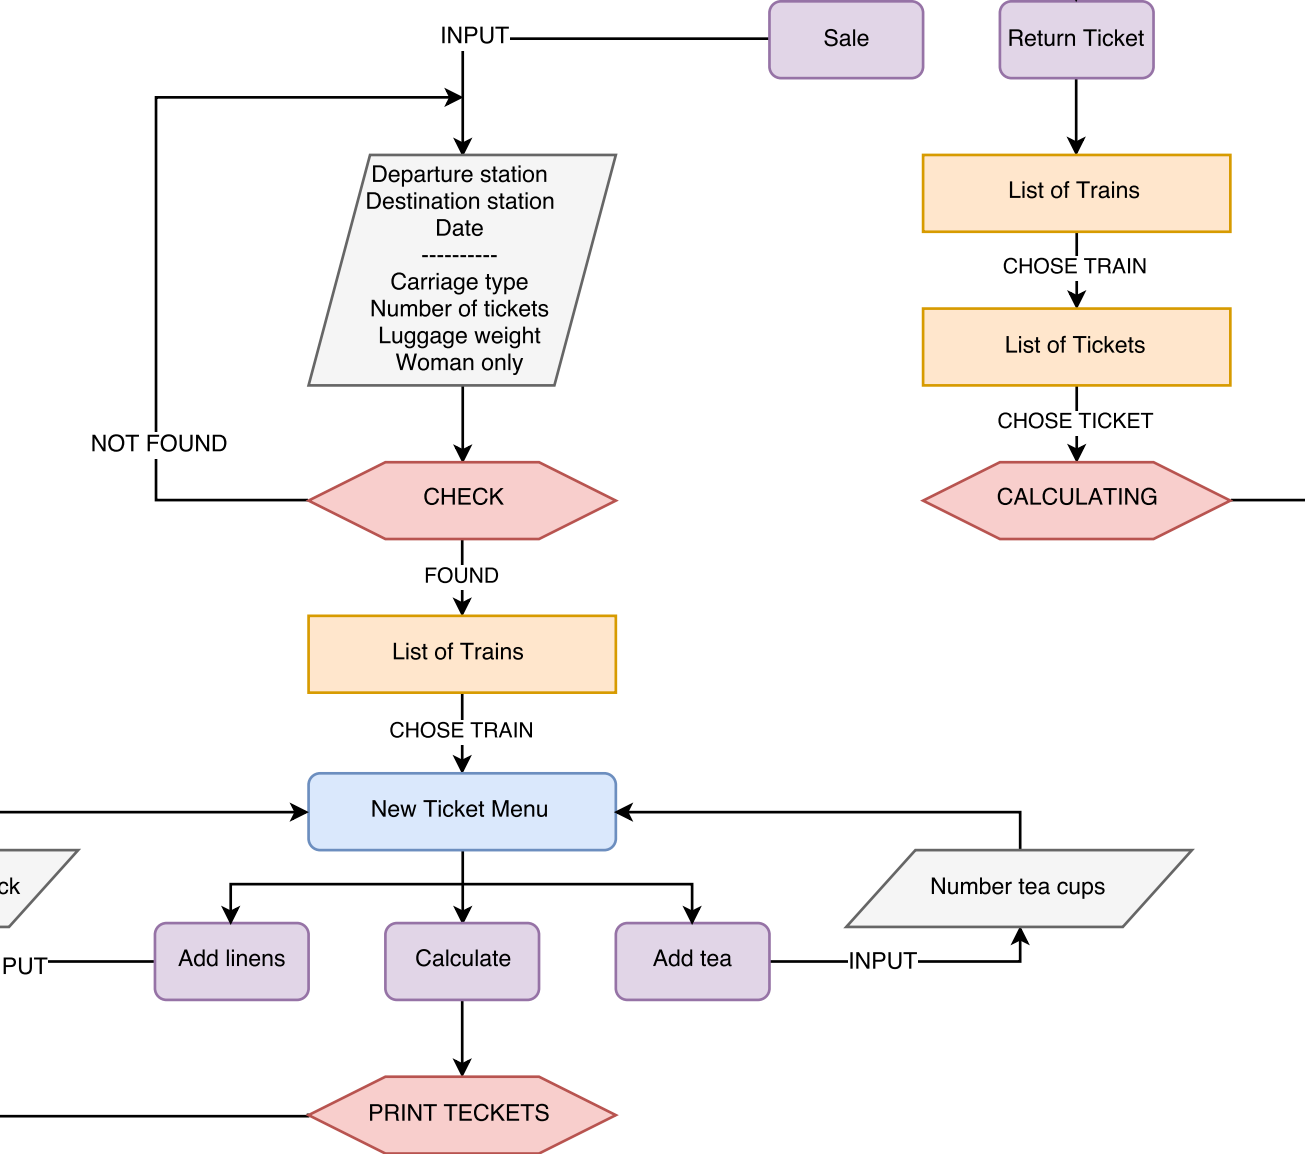 INPUT
Sale
Return Ticket
Departure station
Destination station
Date
----------
Carriage type
Number of tickets
Luggage weight
Woman only
List of Trains
CHOSE TRAIN
List of Tickets
CHOSE TICKET
NOT FOUND
CHECK
CALCULATING
FOUND
List of Trains
CHOSE TRAIN
New Ticket Menu
ck
Number tea cups
PUT
Add linens
Calculate
Add tea
INPUT
PRINT TECKETS